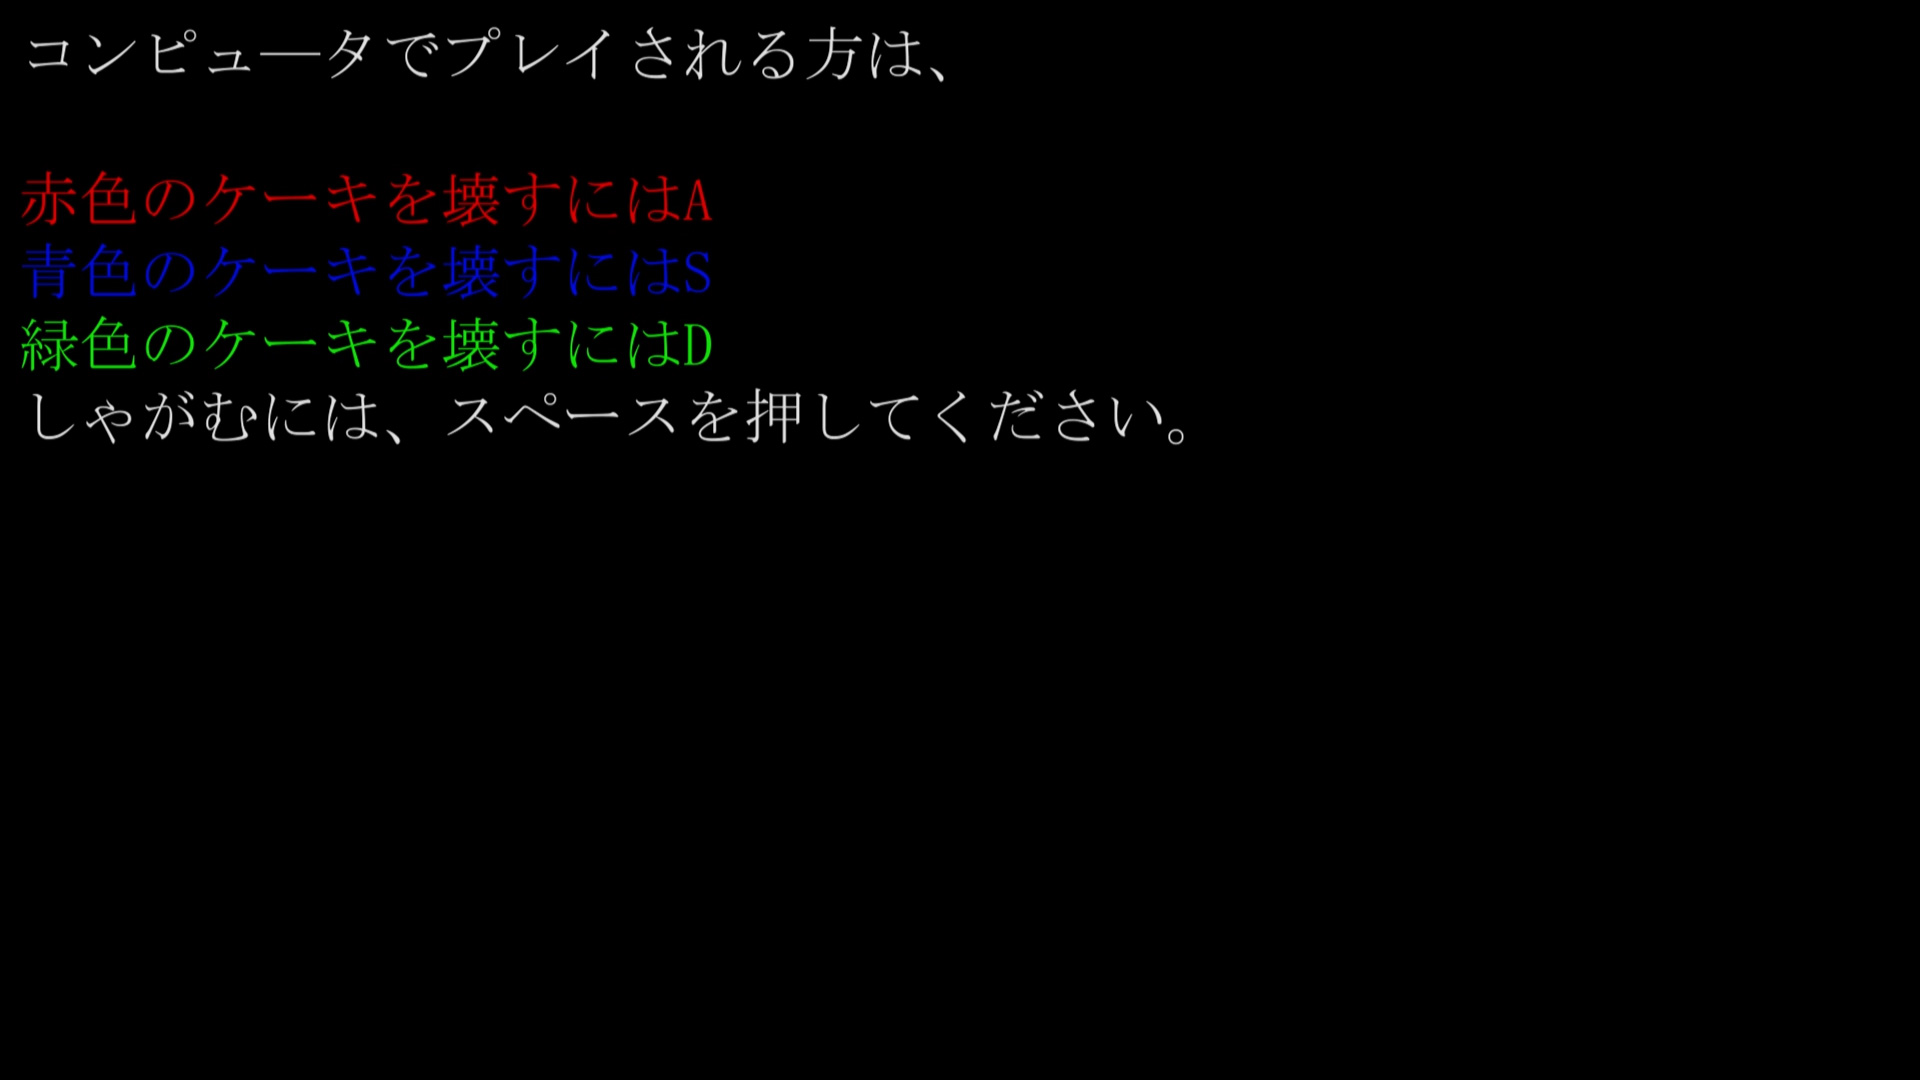 コンピュ―タでプレイされる方は、
赤色のケーキを壊すにはA
青色のケーキを壊すにはS
緑色のケーキを壊すにはD
しゃがむには、スペースを押してください。